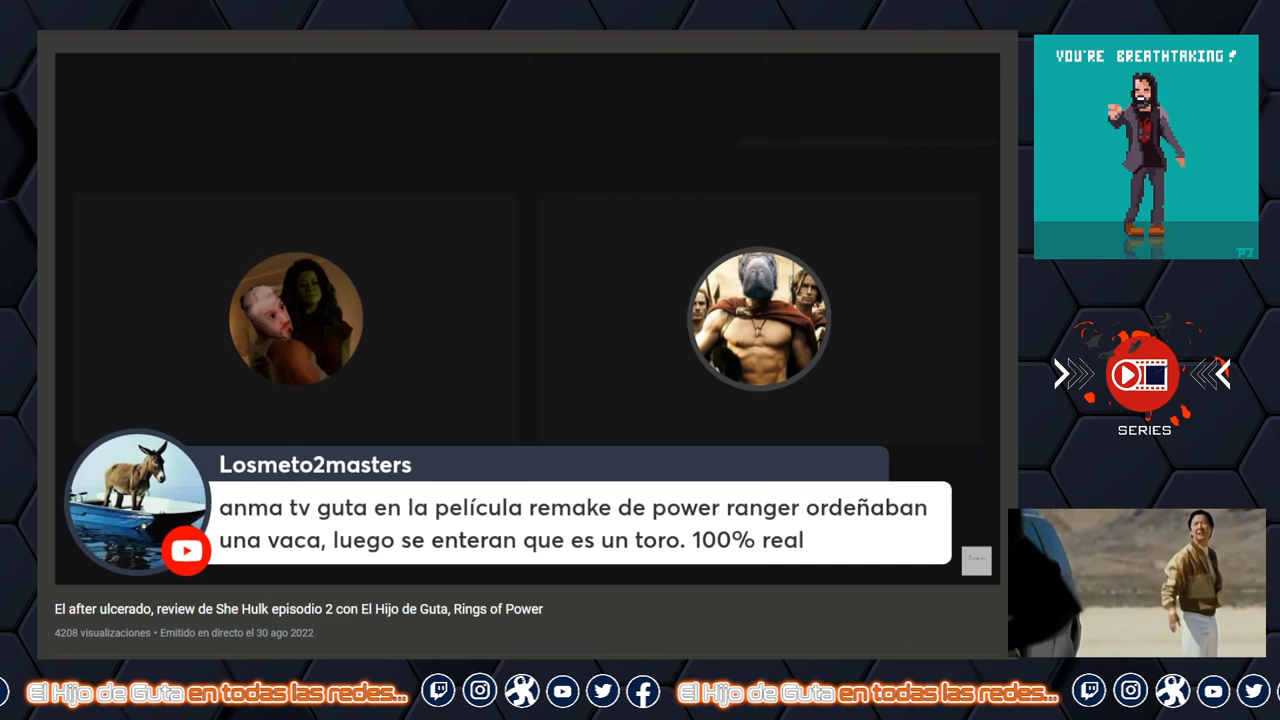 YOU'RE BREATHTAKING!
Losmeto2masters
anma tv guta en la película remake de power ranger ordeñaban
una vaca, luego se enteran que es un toro. 100% real
SERIES
El after ulcerado, review de She Hulk episodio 2 con El Hijo de Guta, Rings of Power
4208 visualizaciones • Emitido en directo el 30 ago 2022
El Hijo de Guta en todas las redes... El Hijo de Guta en todas las redes...